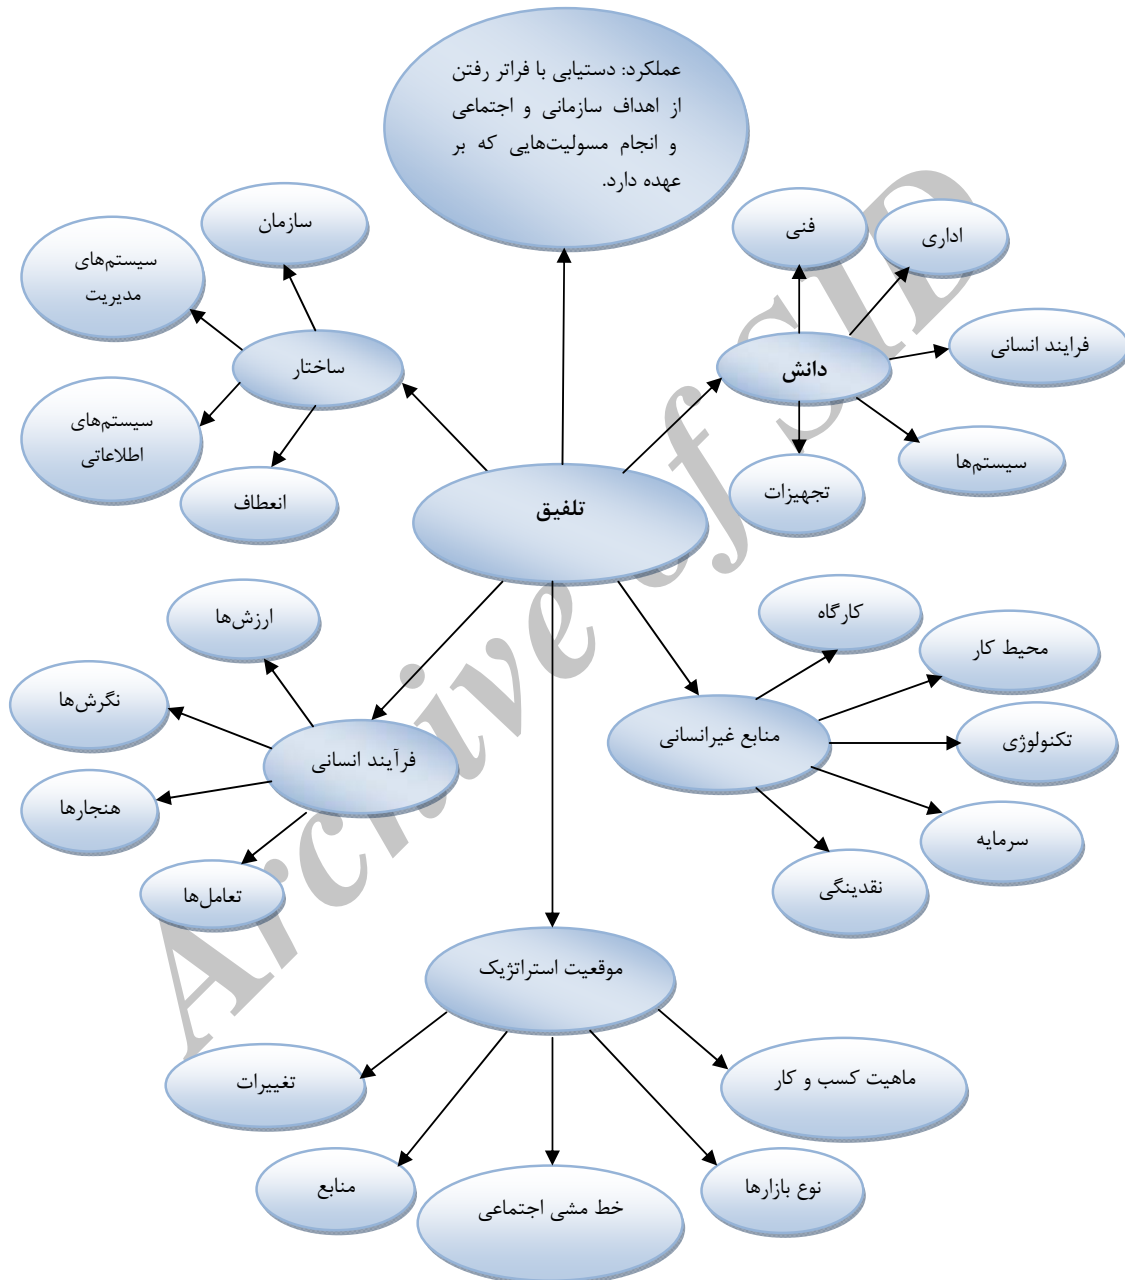 عملکرد: دستیابی با فراتر رفتن
از اهداف سازمانی و اجتماعی
و انجام مسولیت‌هایی که بر
عهده دارد.
فنی
اداری
فرایند انسانی
دانش
سیستم‌ها
تجهیزات
سازمان
سیستم‌های
مدیریت
ساختار
سیستم‌های
اطلاعاتی
انعطاف
تلفیق
کارگاه
محیط کار
تکنولوژی
منابع غیرانسانی
سرمایه
نقدینگی
ارزش‌ها
نگرش‌ها
فرآیند انسانی
هنجارها
تعامل‌ها
موقعیت استراتژیک
ماهیت کسب و کار
تغییرات
نوع بازارها
خط مشی اجتماعی
منابع
Archive of SID